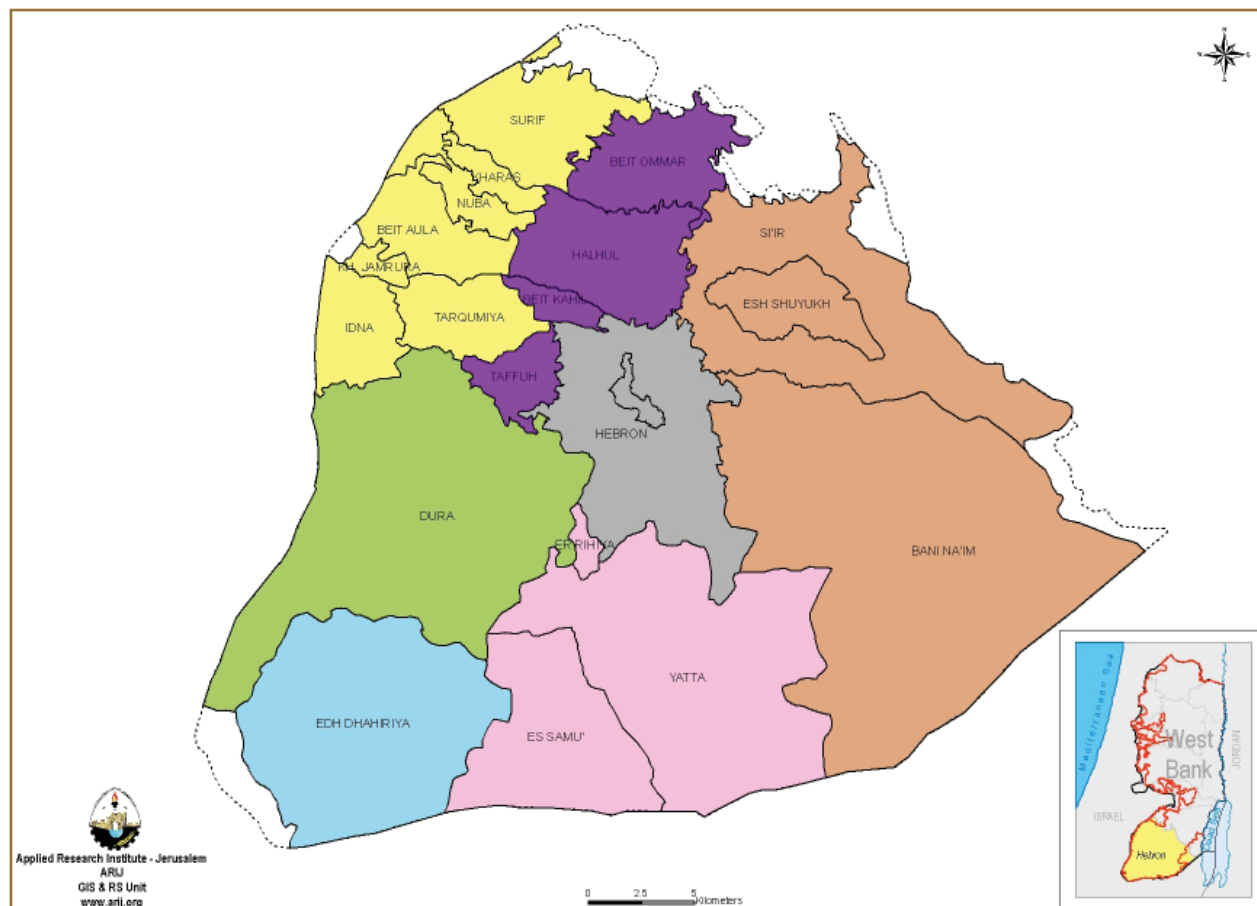 SURIF
BEIT OMMAR
KHARAS
NUBA
BEIT AULA
SI'IR
HALHUL
KH. JAMRURA
BEIT KAHIL
ESH SHUYUKH
TARQUMIYA
IDNA
TAFFUH
HEBRON
DURA
ER RIHIYA
BANI NA'IM
YATTA
EDH DHAHIRIYA
ES SAMU'
Mediterranean Sea
West
Bank
JORDAN
ISRAEL
Dead Sea
Hebron
Applied Research Institute - Jerusalem
ARIJ
GIS & RS Unit
www.arij.org
0 2.5 5
Kilometers